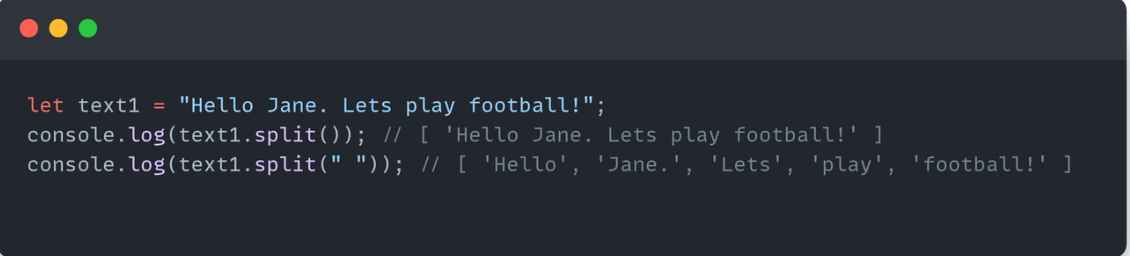 let text1 = "Hello Jane. Lets play football!";
console.log(text1.split()); // [ 'Hello Jane. Lets play football!' ]
console.log(text1.split(" ")); // [ 'Hello', 'Jane.', 'Lets', 'play', 'football!' ]